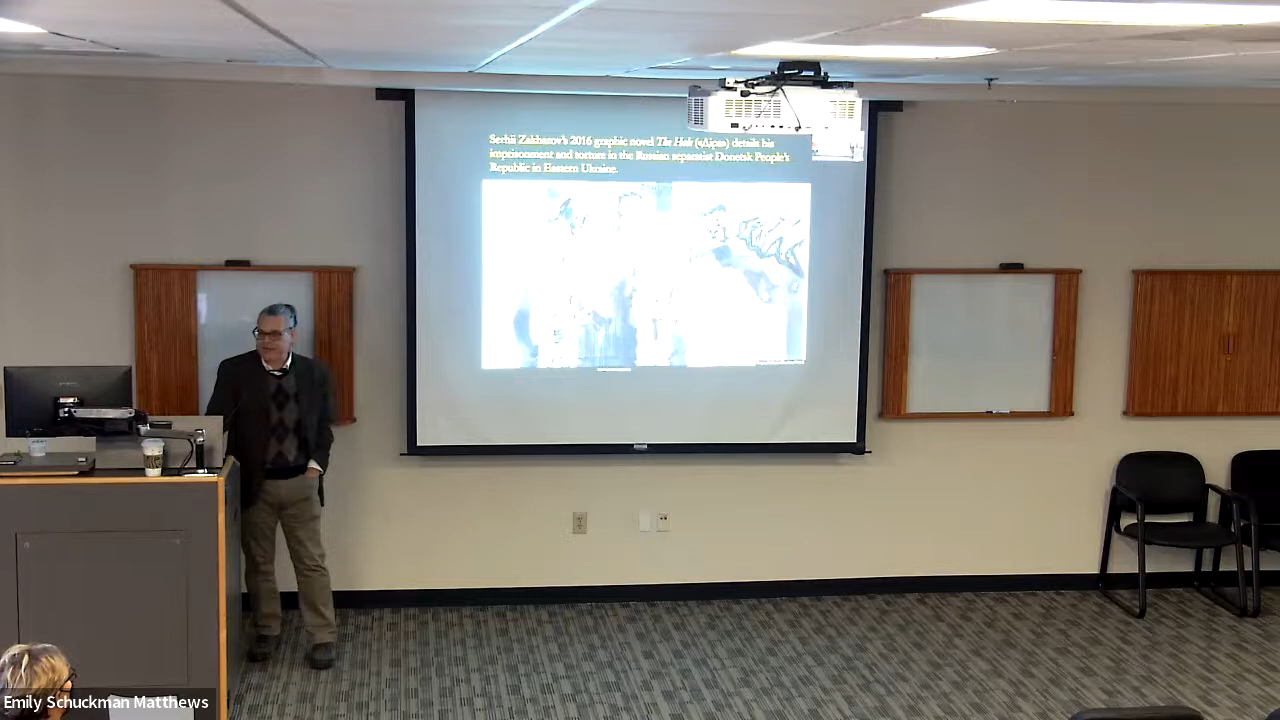 Serhii Zakharov's 2016 graphic novel The Hole (<дира>) details his
imprisonment and torture in the Russian separatist Donetsk People's
Republic in Eastern Ukraine.
Emily Schuckman Matthews